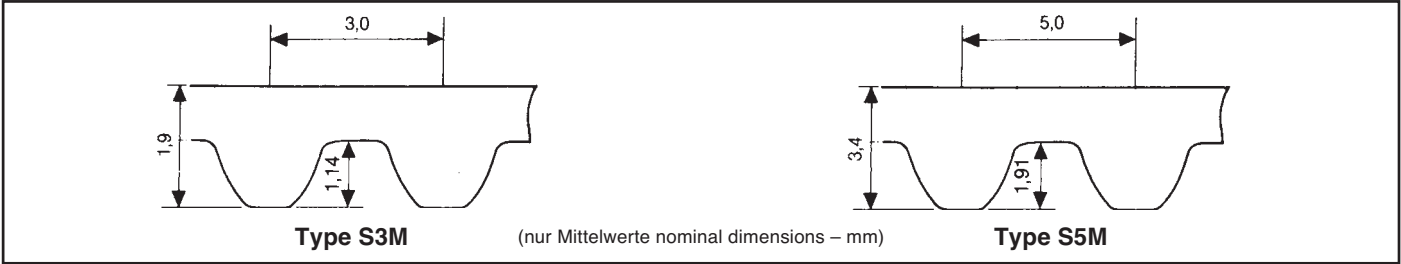 3,0
5,0
1,9
1,14
3,4
1,91
Type S3M
(nur Mittelwerte nominal dimensions – mm)
Type S5M